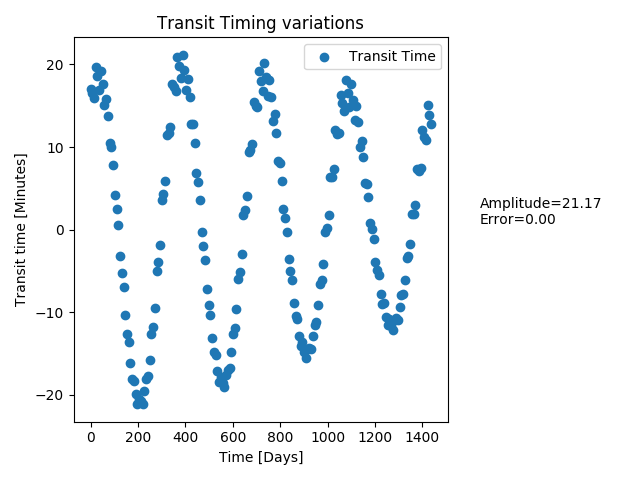 Transit Timing variations
Transit Time
Transit time [Minutes]
20
10
0
−10
−20
0 200 400 600 800 1000 1200 1400
Time [Days]
Amplitude=21.17
Error=0.00